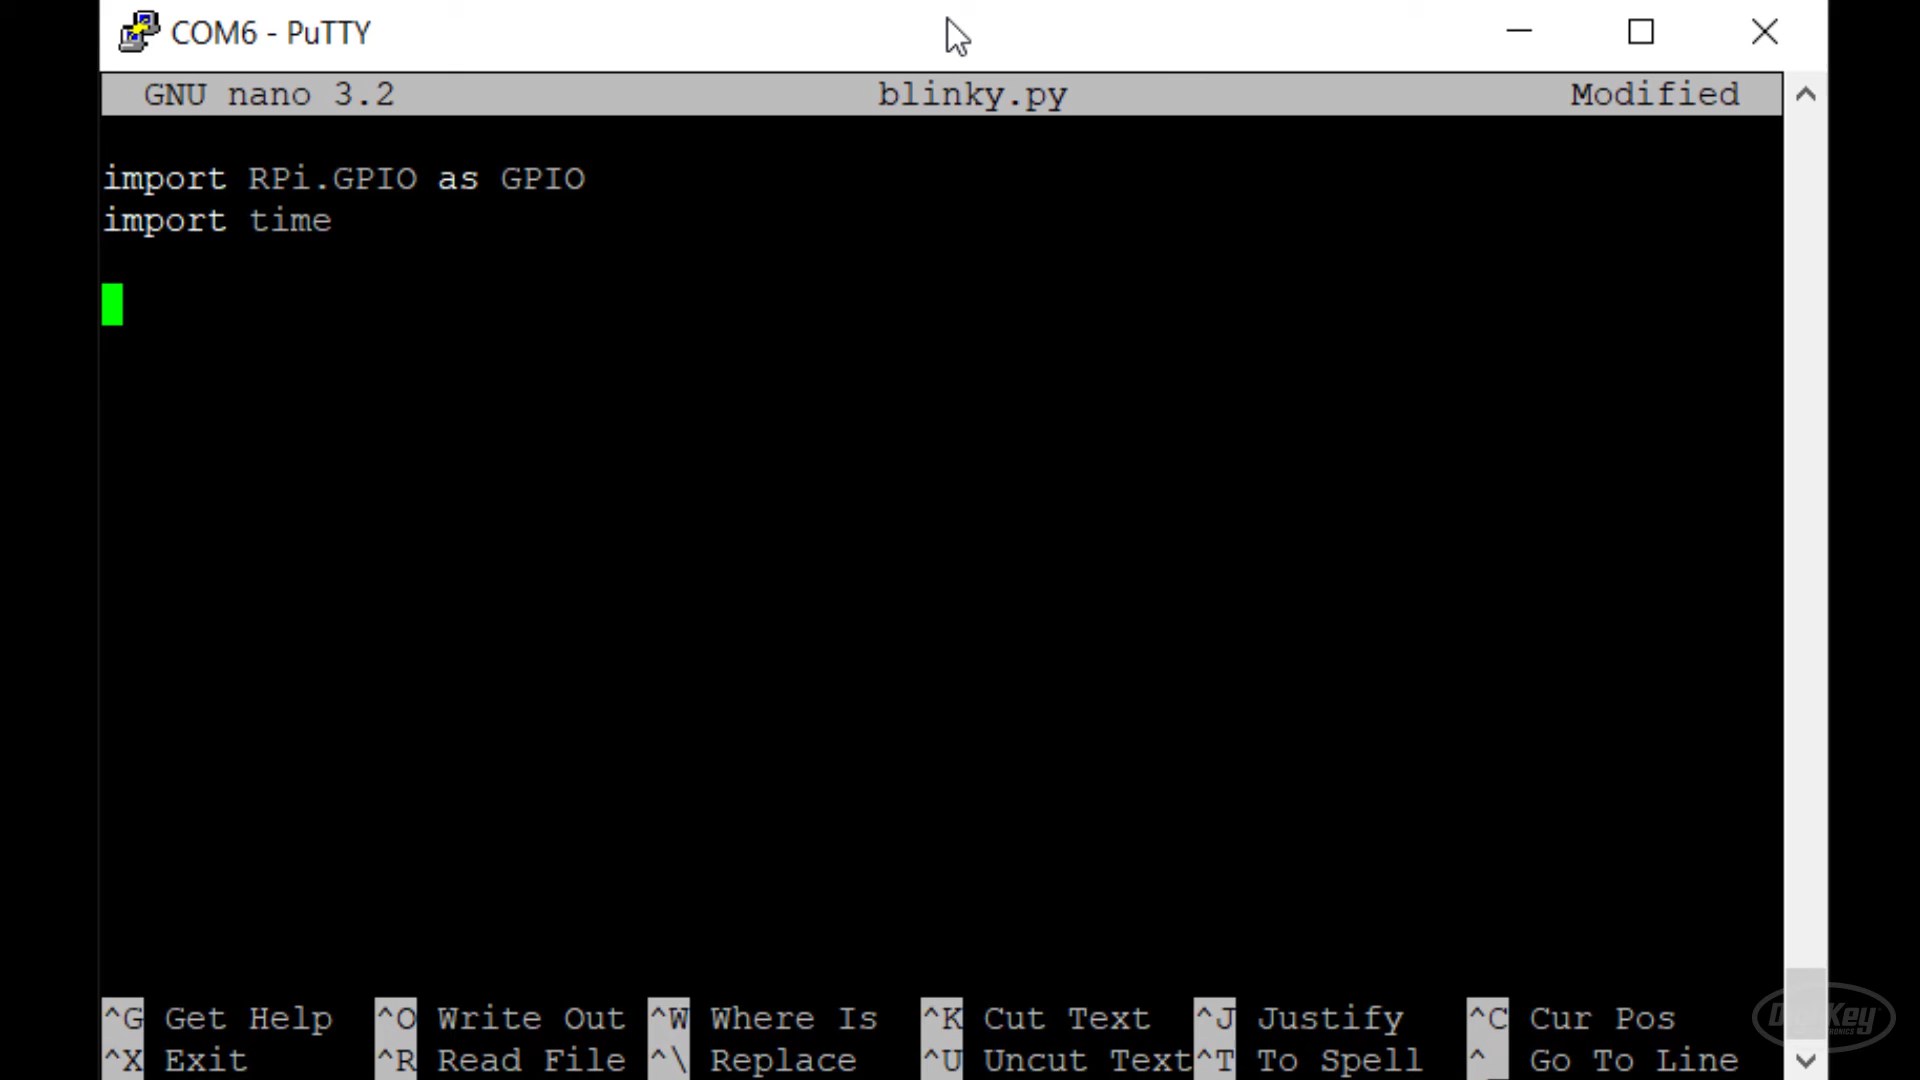 COM6 - PuTTY
GNU nano 3.2 blinky.py Modified
import RPi.GPIO as GPIO
import time
^G Get Help ^O Write Out ^W Where Is ^K Cut Text ^J Justify ^C Cur Pos
^X Exit ^R Read File ^\ Replace ^U Uncut Text ^T To Spell ^_ Go To Line
DigiKey
ELECTRONICS